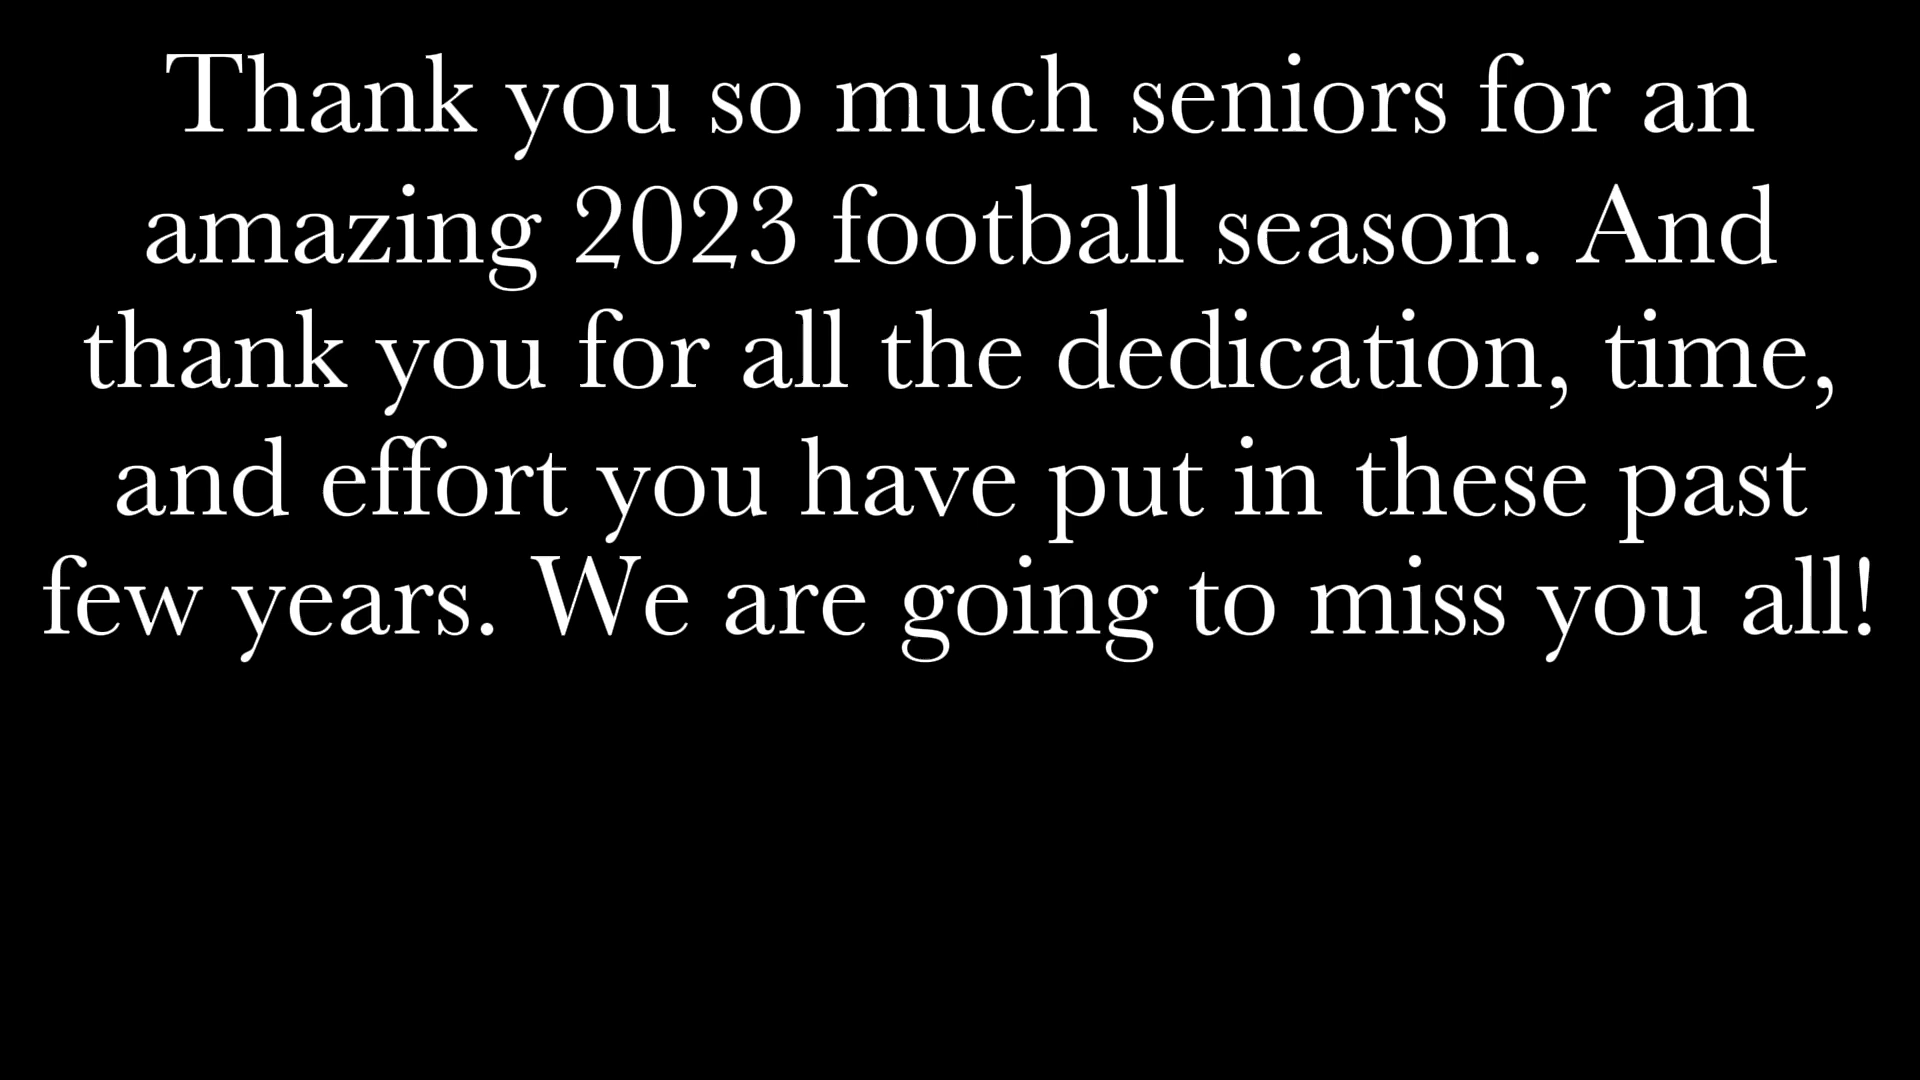 Thank you so much seniors for an
amazing 2023 football season. And
thank you for all the dedication, time,
and effort you have put in these past
few years. We are going to miss you all!